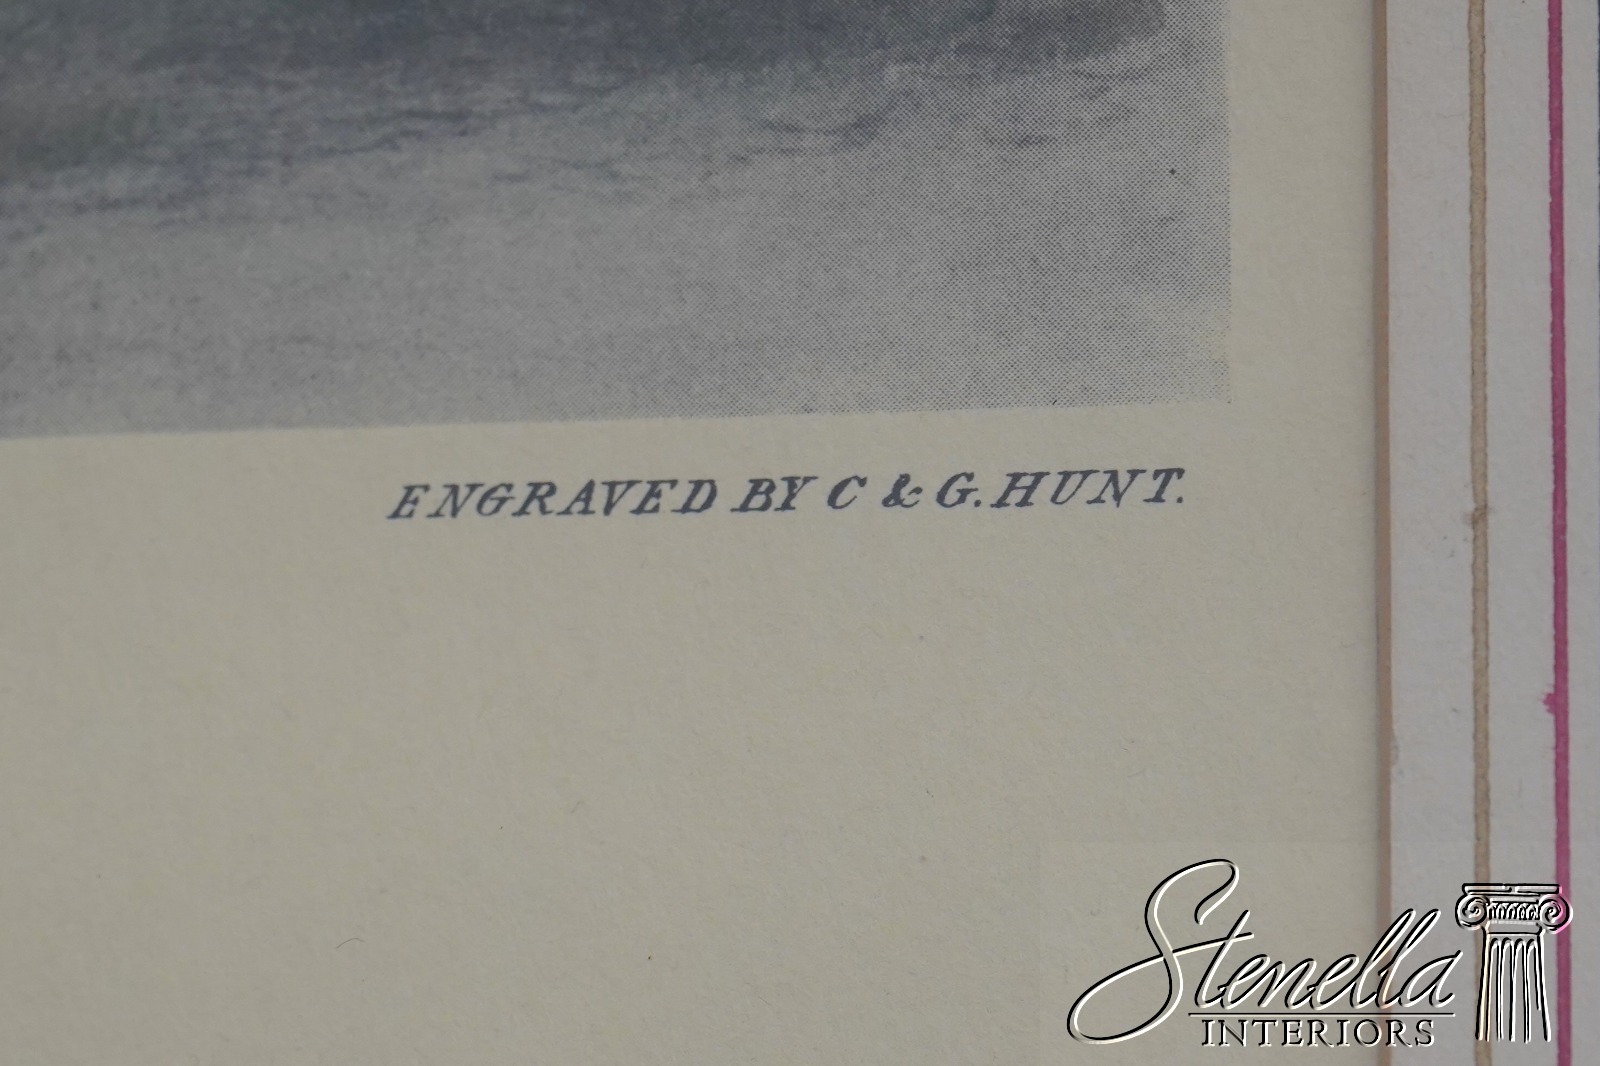 ENGRAVED BY C & G. HUNT.
Stenella
INTERIORS